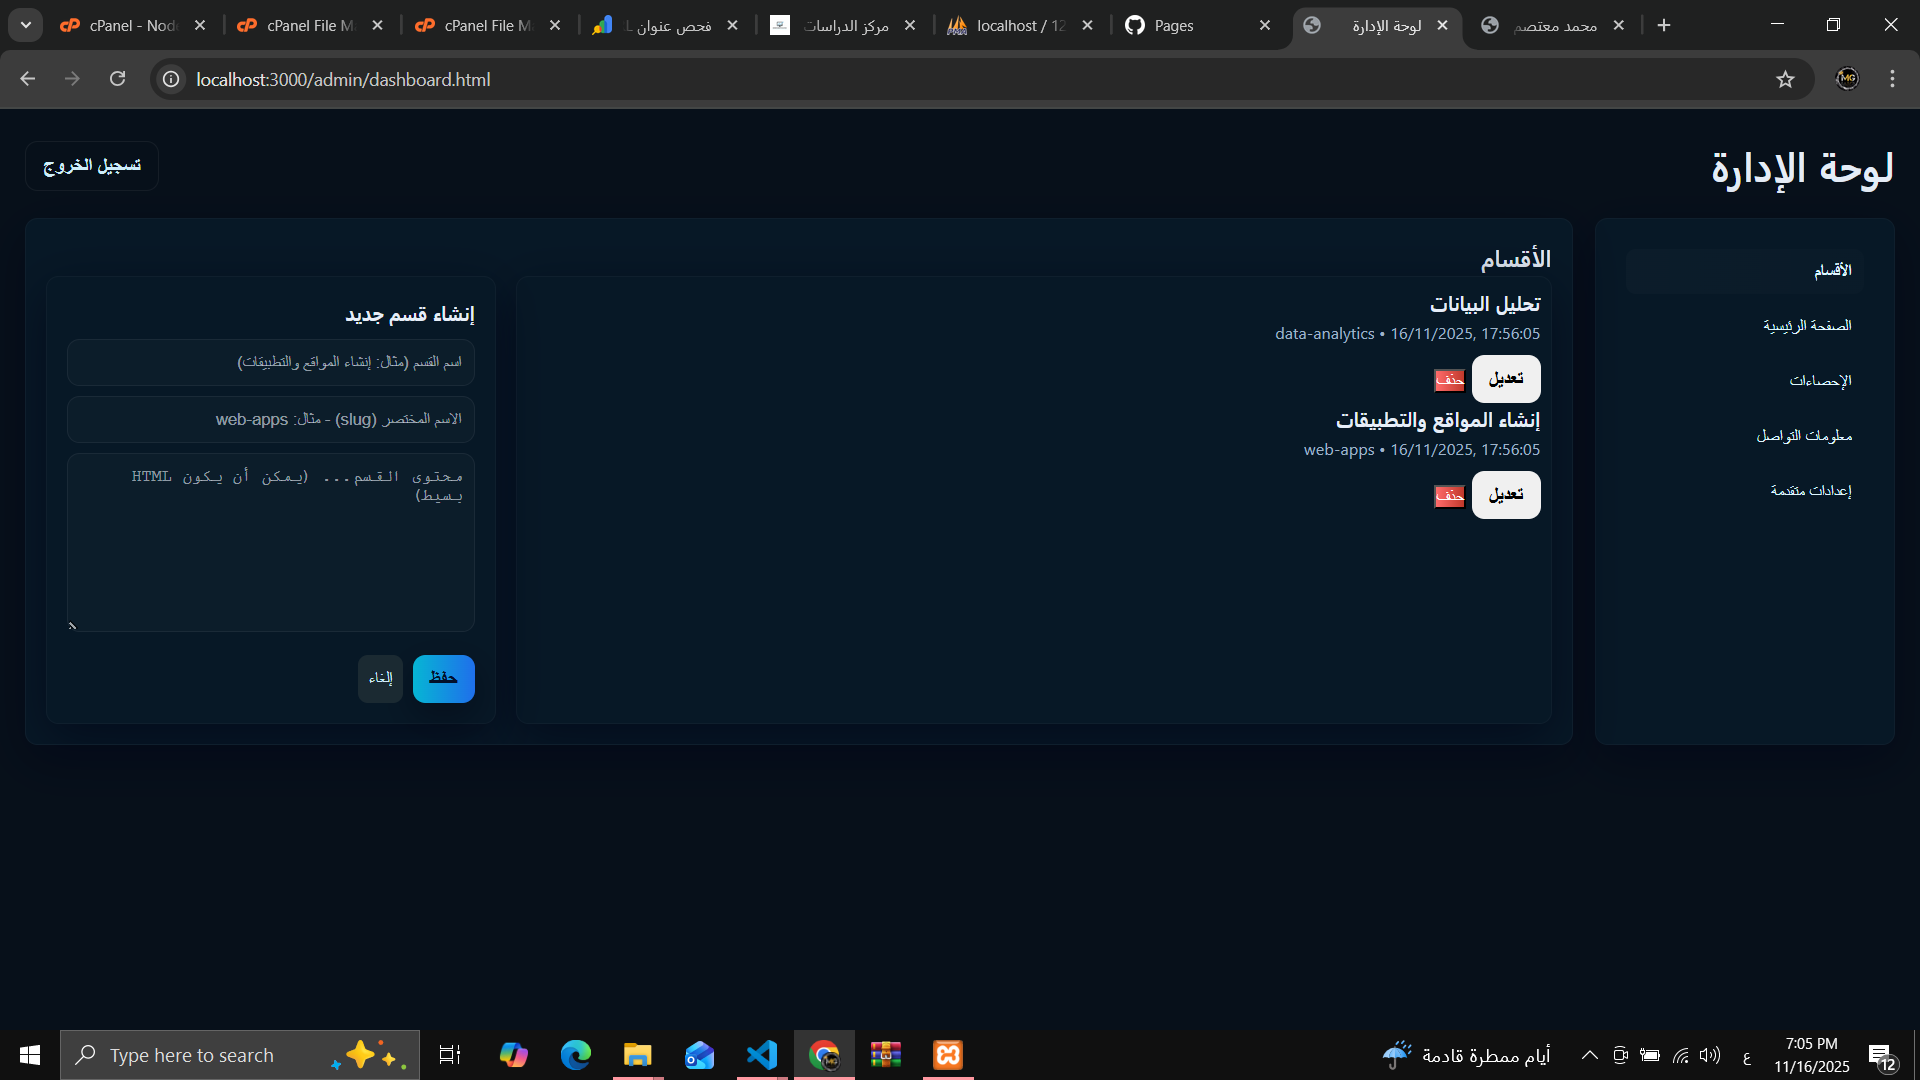 cPanel - Node
cPanel File M
cPanel File M
فحص عنوان
مركز الدراسات
localhost / 12
Pages
لوحة الإدارة
محمد معتصم
localhost:3000/admin/dashboard.html
لوحة الإدارة
تسجيل الخروج
الأقسام
الصفحة الرئيسية
الإحصاءات
معلومات التواصل
إعدادات متقدمة
الأقسام
تحليل البيانات
data-analytics • 16/11/2025, 17:56:05
تعديل
حذف
إنشاء المواقع والتطبيقات
web-apps • 16/11/2025, 17:56:05
تعديل
حذف
إنشاء قسم جديد
اسم القسم (مثال: إنشاء المواقع والتطبيقات)
الاسم المختصر (slug) - مثال: web-apps
محتوى القسم... (يمكن أن يكون HTML
بسيط)
حفظ
إلغاء
Type here to search
أيام ممطرة قادمة
ع
7:05 PM
11/16/2025
12